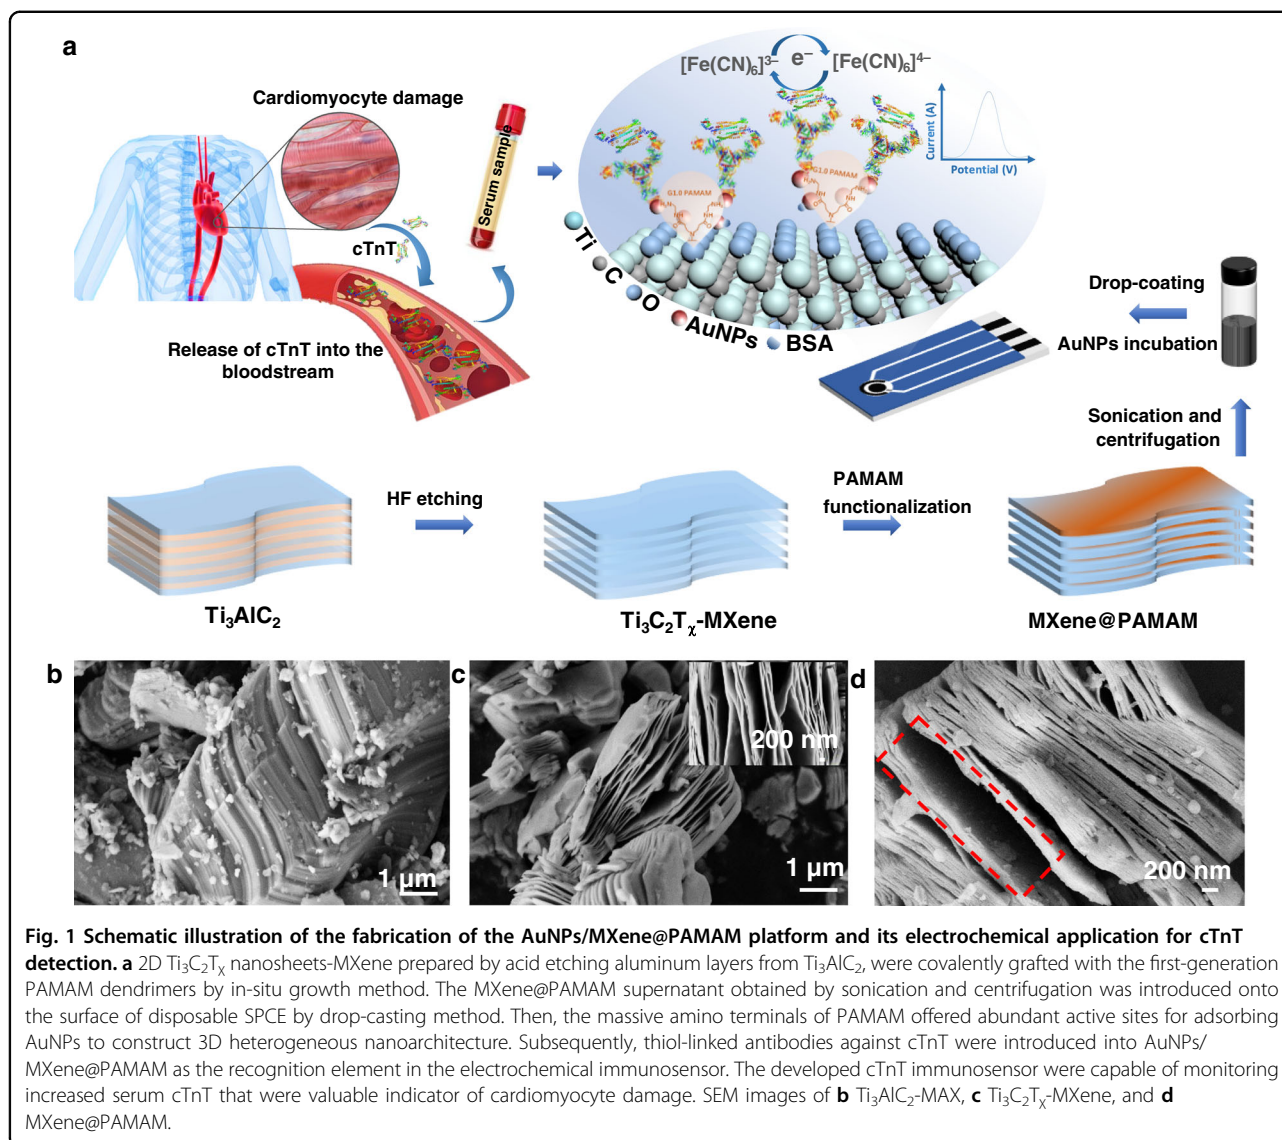 a
Cardiomyocyte damage
cTnT
Serum sample
Release of cTnT into the
bloodstream
[Fe(CN)₆]³⁻ e⁻ [Fe(CN)₆]⁴⁻
Current (A)
Potential (V)
G1.0 PAMAM
G1.0 PAMAM
Ti
C
O
AuNPs
BSA
Drop-coating
AuNPs incubation
Sonication and
centrifugation
HF etching
PAMAM
functionalization
Ti₃AlC₂
Ti₃C₂Tᵪ-MXene
MXene@PAMAM
b
1 µm
c
200 nm
1 µm
d
200 nm
Fig. 1 Schematic illustration of the fabrication of the AuNPs/MXene@PAMAM platform and its electrochemical application for cTnT
detection. a 2D Ti₃C₂Tᵪ nanosheets-MXene prepared by acid etching aluminum layers from Ti₃AlC₂, were covalently grafted with the first-generation
PAMAM dendrimers by in-situ growth method. The MXene@PAMAM supernatant obtained by sonication and centrifugation was introduced onto
the surface of disposable SPCE by drop-casting method. Then, the massive amino terminals of PAMAM offered abundant active sites for adsorbing
AuNPs to construct 3D heterogeneous nanoarchitecture. Subsequently, thiol-linked antibodies against cTnT were introduced into AuNPs/
MXene@PAMAM as the recognition element in the electrochemical immunosensor. The developed cTnT immunosensor were capable of monitoring
increased serum cTnT that were valuable indicator of cardiomyocyte damage. SEM images of b Ti₃AlC₂-MAX, c Ti₃C₂Tᵪ-MXene, and d
MXene@PAMAM.